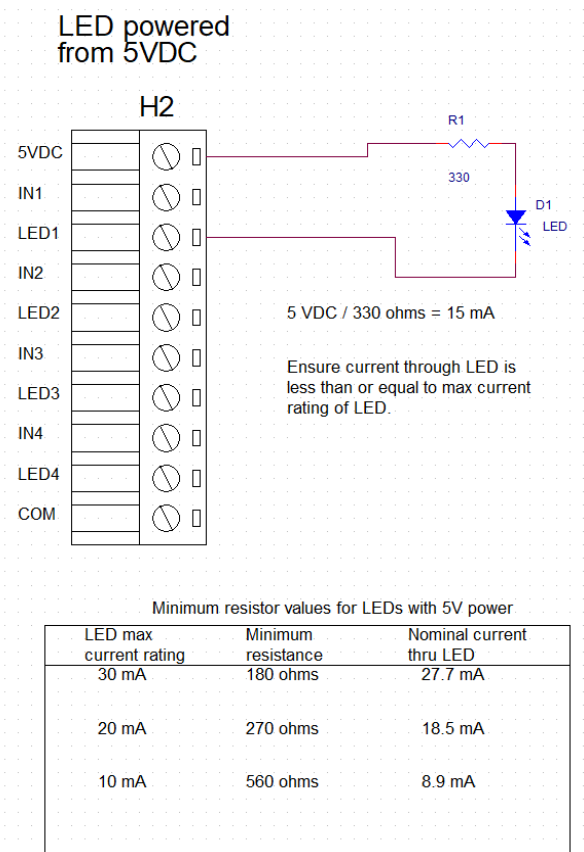 LED powered
from 5VDC
H2
5VDC
IN1
LED1
IN2
LED2
IN3
LED3
IN4
LED4
COM
R1
330
D1
LED
5 VDC / 330 ohms = 15 mA
Ensure current through LED is
less than or equal to max current
rating of LED.
Minimum resistor values for LEDs with 5V power
LED max Minimum Nominal current
current rating resistance thru LED
30 mA 180 ohms 27.7 mA
20 mA 270 ohms 18.5 mA
10 mA 560 ohms 8.9 mA